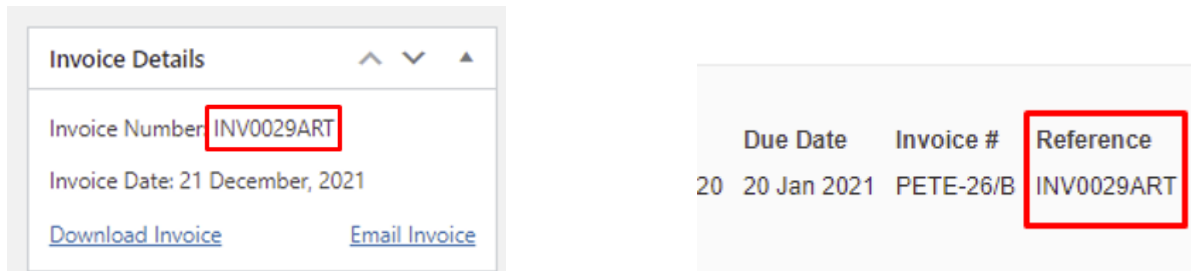 Invoice Details
Invoice Number: INV0029ART
Invoice Date: 21 December, 2021
Download Invoice Email Invoice
Due Date Invoice # Reference
20 20 Jan 2021 PETE-26/B INV0029ART